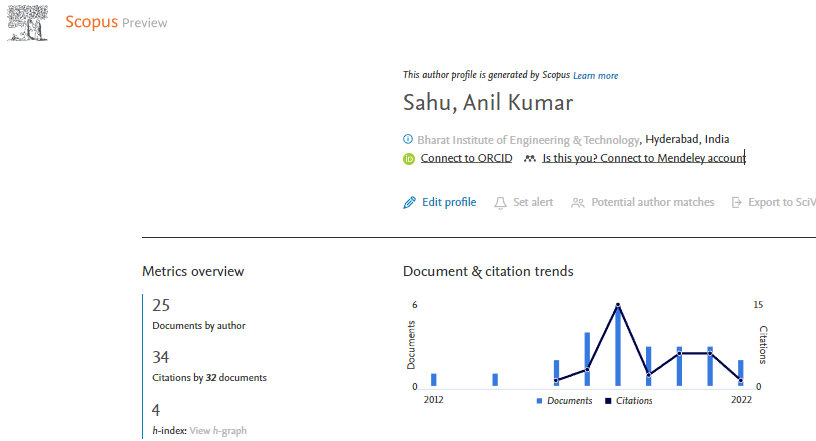 Scopus Preview
This author profile is generated by Scopus Learn more
Sahu, Anil Kumar
Bharat Institute of Engineering & Technology, Hyderabad, India
iD Connect to ORCID Is this you? Connect to Mendeley account
Edit profile Set alert Potential author matches Export to SciV
Metrics overview
25
Documents by author
34
Citations by 32 documents
4
h-index: View h-graph
Document & citation trends
6 15
Documents
Citations
0 0
2012 2022
Documents Citations